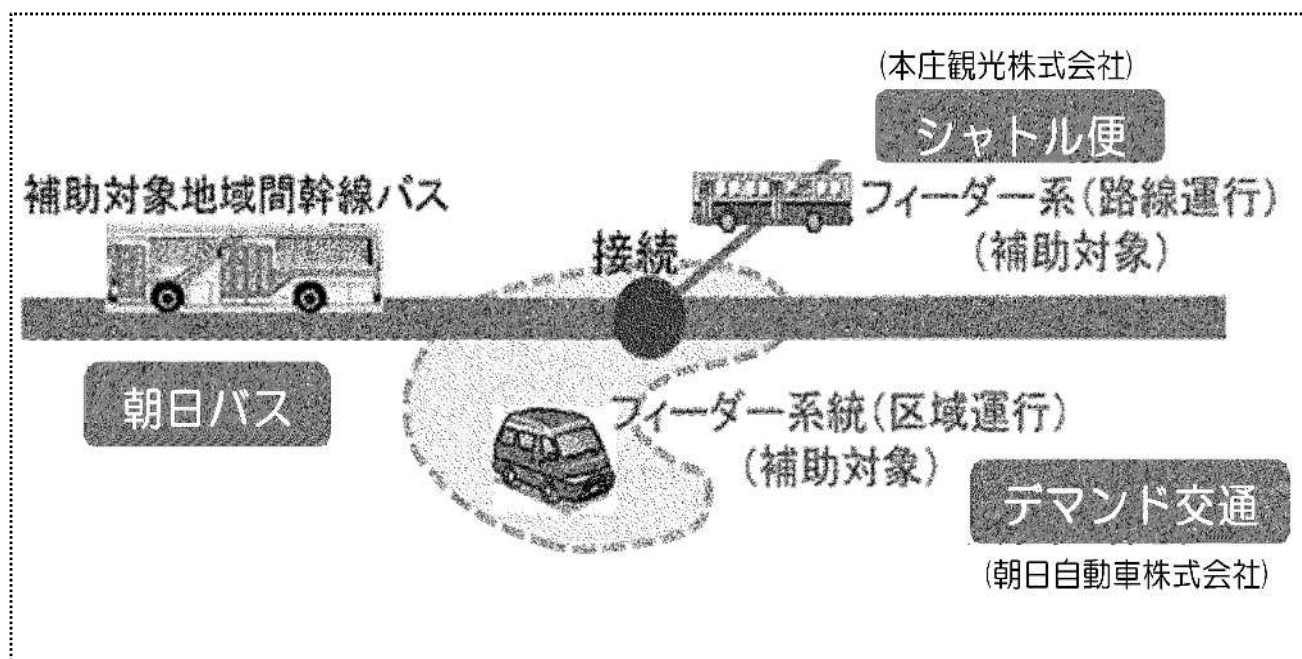 (本庄観光株式会社)
シャトル便
補助対象地域間幹線バス
フィーダー系(路線運行)
(補助対象)
接続
朝日バス
フィーダー系統(区域運行)
(補助対象)
デマンド交通
(朝日自動車株式会社)